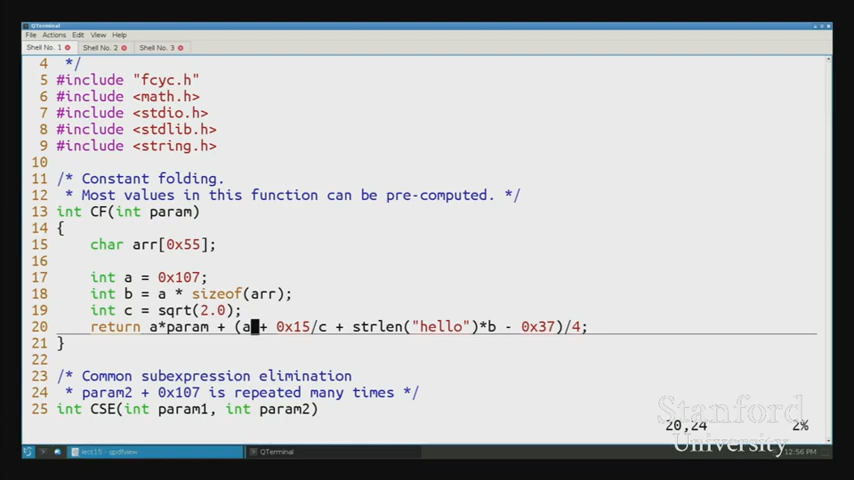 QTerminal
File Actions Edit View Help
Shell No. 1 Shell No. 2 Shell No. 3
4 */
5 #include "fcyc.h"
6 #include <math.h>
7 #include <stdio.h>
8 #include <stdlib.h>
9 #include <string.h>
10
11 /* Constant folding.
12 * Most values in this function can be pre-computed. */
13 int CF(int param)
14 {
15 char arr[0x55];
16
17 int a = 0x107;
18 int b = a * sizeof(arr);
19 int c = sqrt(2.0);
20 return a*param + (a + 0x15/c + strlen("hello")*b - 0x37)/4;
21 }
22
23 /* Common subexpression elimination
24 * param2 + 0x107 is repeated many times */
25 int CSE(int param1, int param2)
Stanford
University
20,24 2%
lect15 - qpdfview QTerminal 12:56 PM